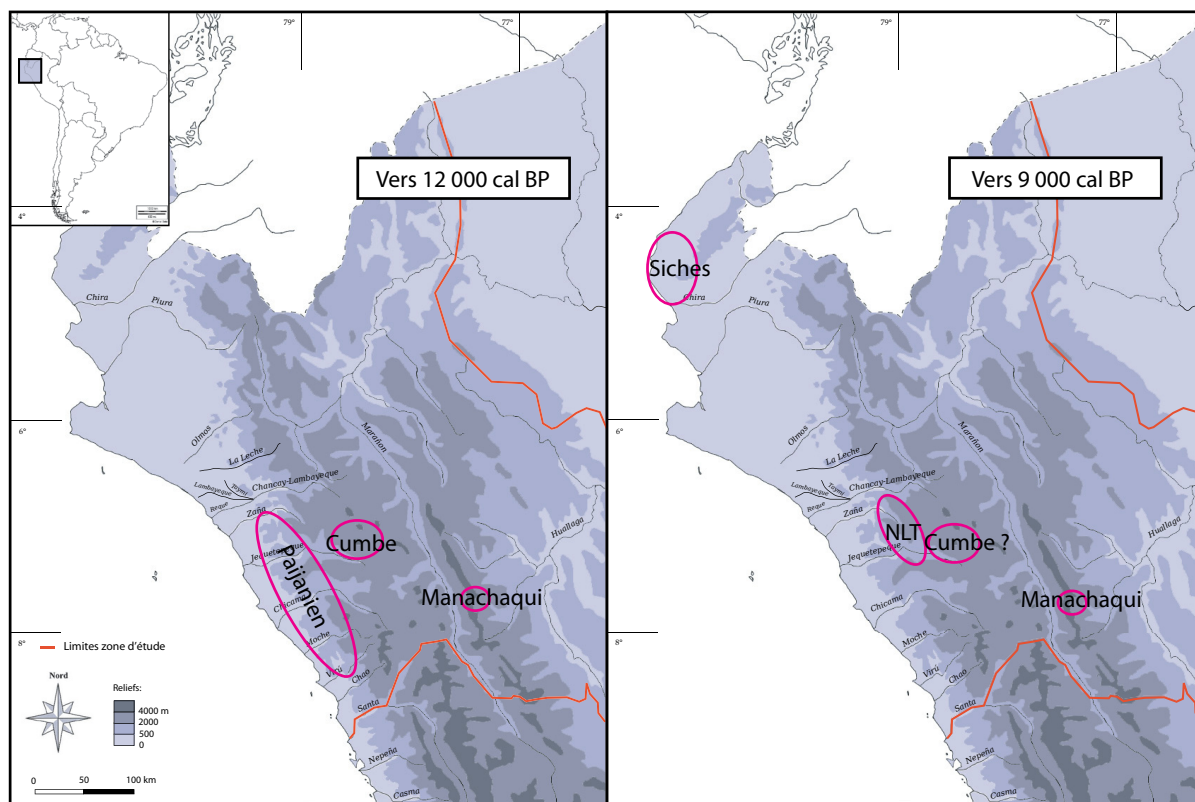 79°
77°
Vers 12 000 cal BP
4°
Chira
Piura
6°
Olmos
La Leche
Marañon
Chancay-Lambayeque
Lambayeque
Taymi
Reque
Zaña
Huallaga
Cumbe
Jequetepeque
Paijanien
Manachaqui
Chicama
Moche
8°
Limites zone d'étude
Virú
Chao
Nord
Reliefs:
4000 m
2000
500
0
Santa
Nepeña
0
50
100 km
Casma
79°
77°
Vers 9 000 cal BP
4°
Siches
Chira
Piura
6°
Olmos
La Leche
Marañon
Chancay-Lambayeque
Lambayeque
Taymi
Reque
Zaña
Huallaga
NLT
Cumbe ?
Jequetepeque
Manachaqui
Chicama
Moche
8°
Virú
Chao
Santa
Nepeña
Casma